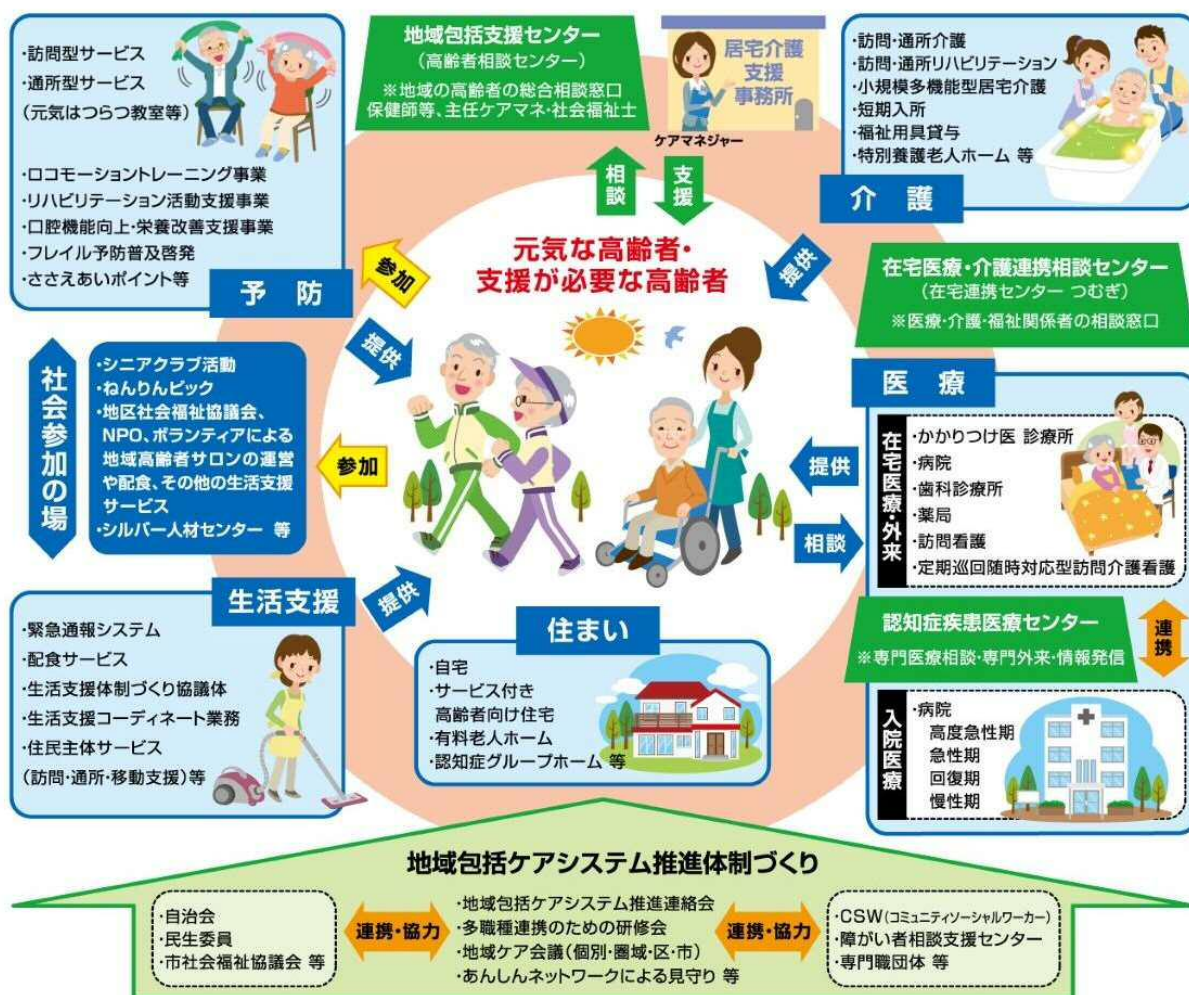 ・訪問型サービス
・通所型サービス
(元気はつらつ教室等)
・ロコモーショントレーニング事業
・リハビリテーション活動支援事業
・口腔機能向上・栄養改善支援事業
・フレイル予防普及啓発
・ささえあいポイント等
予 防
地域包括支援センター
(高齢者相談センター)
※地域の高齢者の総合相談窓口
保健師等、主任ケアマネ・社会福祉士
居宅介護
支援
事務所
ケアマネジャー
相談
支援
・訪問・通所介護
・訪問・通所リハビリテーション
・小規模多機能型居宅介護
・短期入所
・福祉用具貸与
・特別養護老人ホーム 等
介 護
元気な高齢者・
支援が必要な高齢者
参加
提供
提供
在宅医療・介護連携相談センター
(在宅連携センター つむぎ)
※医療・介護・福祉関係者の相談窓口
社会参加の場
・シニアクラブ活動
・ねんりんピック
・地区社会福祉協議会、
NPO、ボランティアによる
地域高齢者サロンの運営
や配食、その他の生活支援
サービス
・シルバー人材センター 等
参加
提供
相談
医 療
在宅医療・外来
・かかりつけ医 診療所
・病院
・歯科診療所
・薬局
・訪問看護
・定期巡回随時対応型訪問介護看護
認知症疾患医療センター
※専門医療相談・専門外来・情報発信
連携
入院医療
・病院
高度急性期
急性期
回復期
慢性期
生活支援
提供
・緊急通報システム
・配食サービス
・生活支援体制づくり協議体
・生活支援コーディネート業務
・住民主体サービス
(訪問・通所・移動支援)等
住まい
・自宅
・サービス付き
高齢者向け住宅
・有料老人ホーム
・認知症グループホーム 等
地域包括ケアシステム推進体制づくり
・自治会
・民生委員
・市社会福祉協議会 等
連携・協力
・地域包括ケアシステム推進連絡会
・多職種連携のための研修会
・地域ケア会議(個別・圏域・区・市)
・あんしんネットワークによる見守り 等
連携・協力
・CSW(コミュニティソーシャルワーカー)
・障がい者相談支援センター
・専門職団体 等